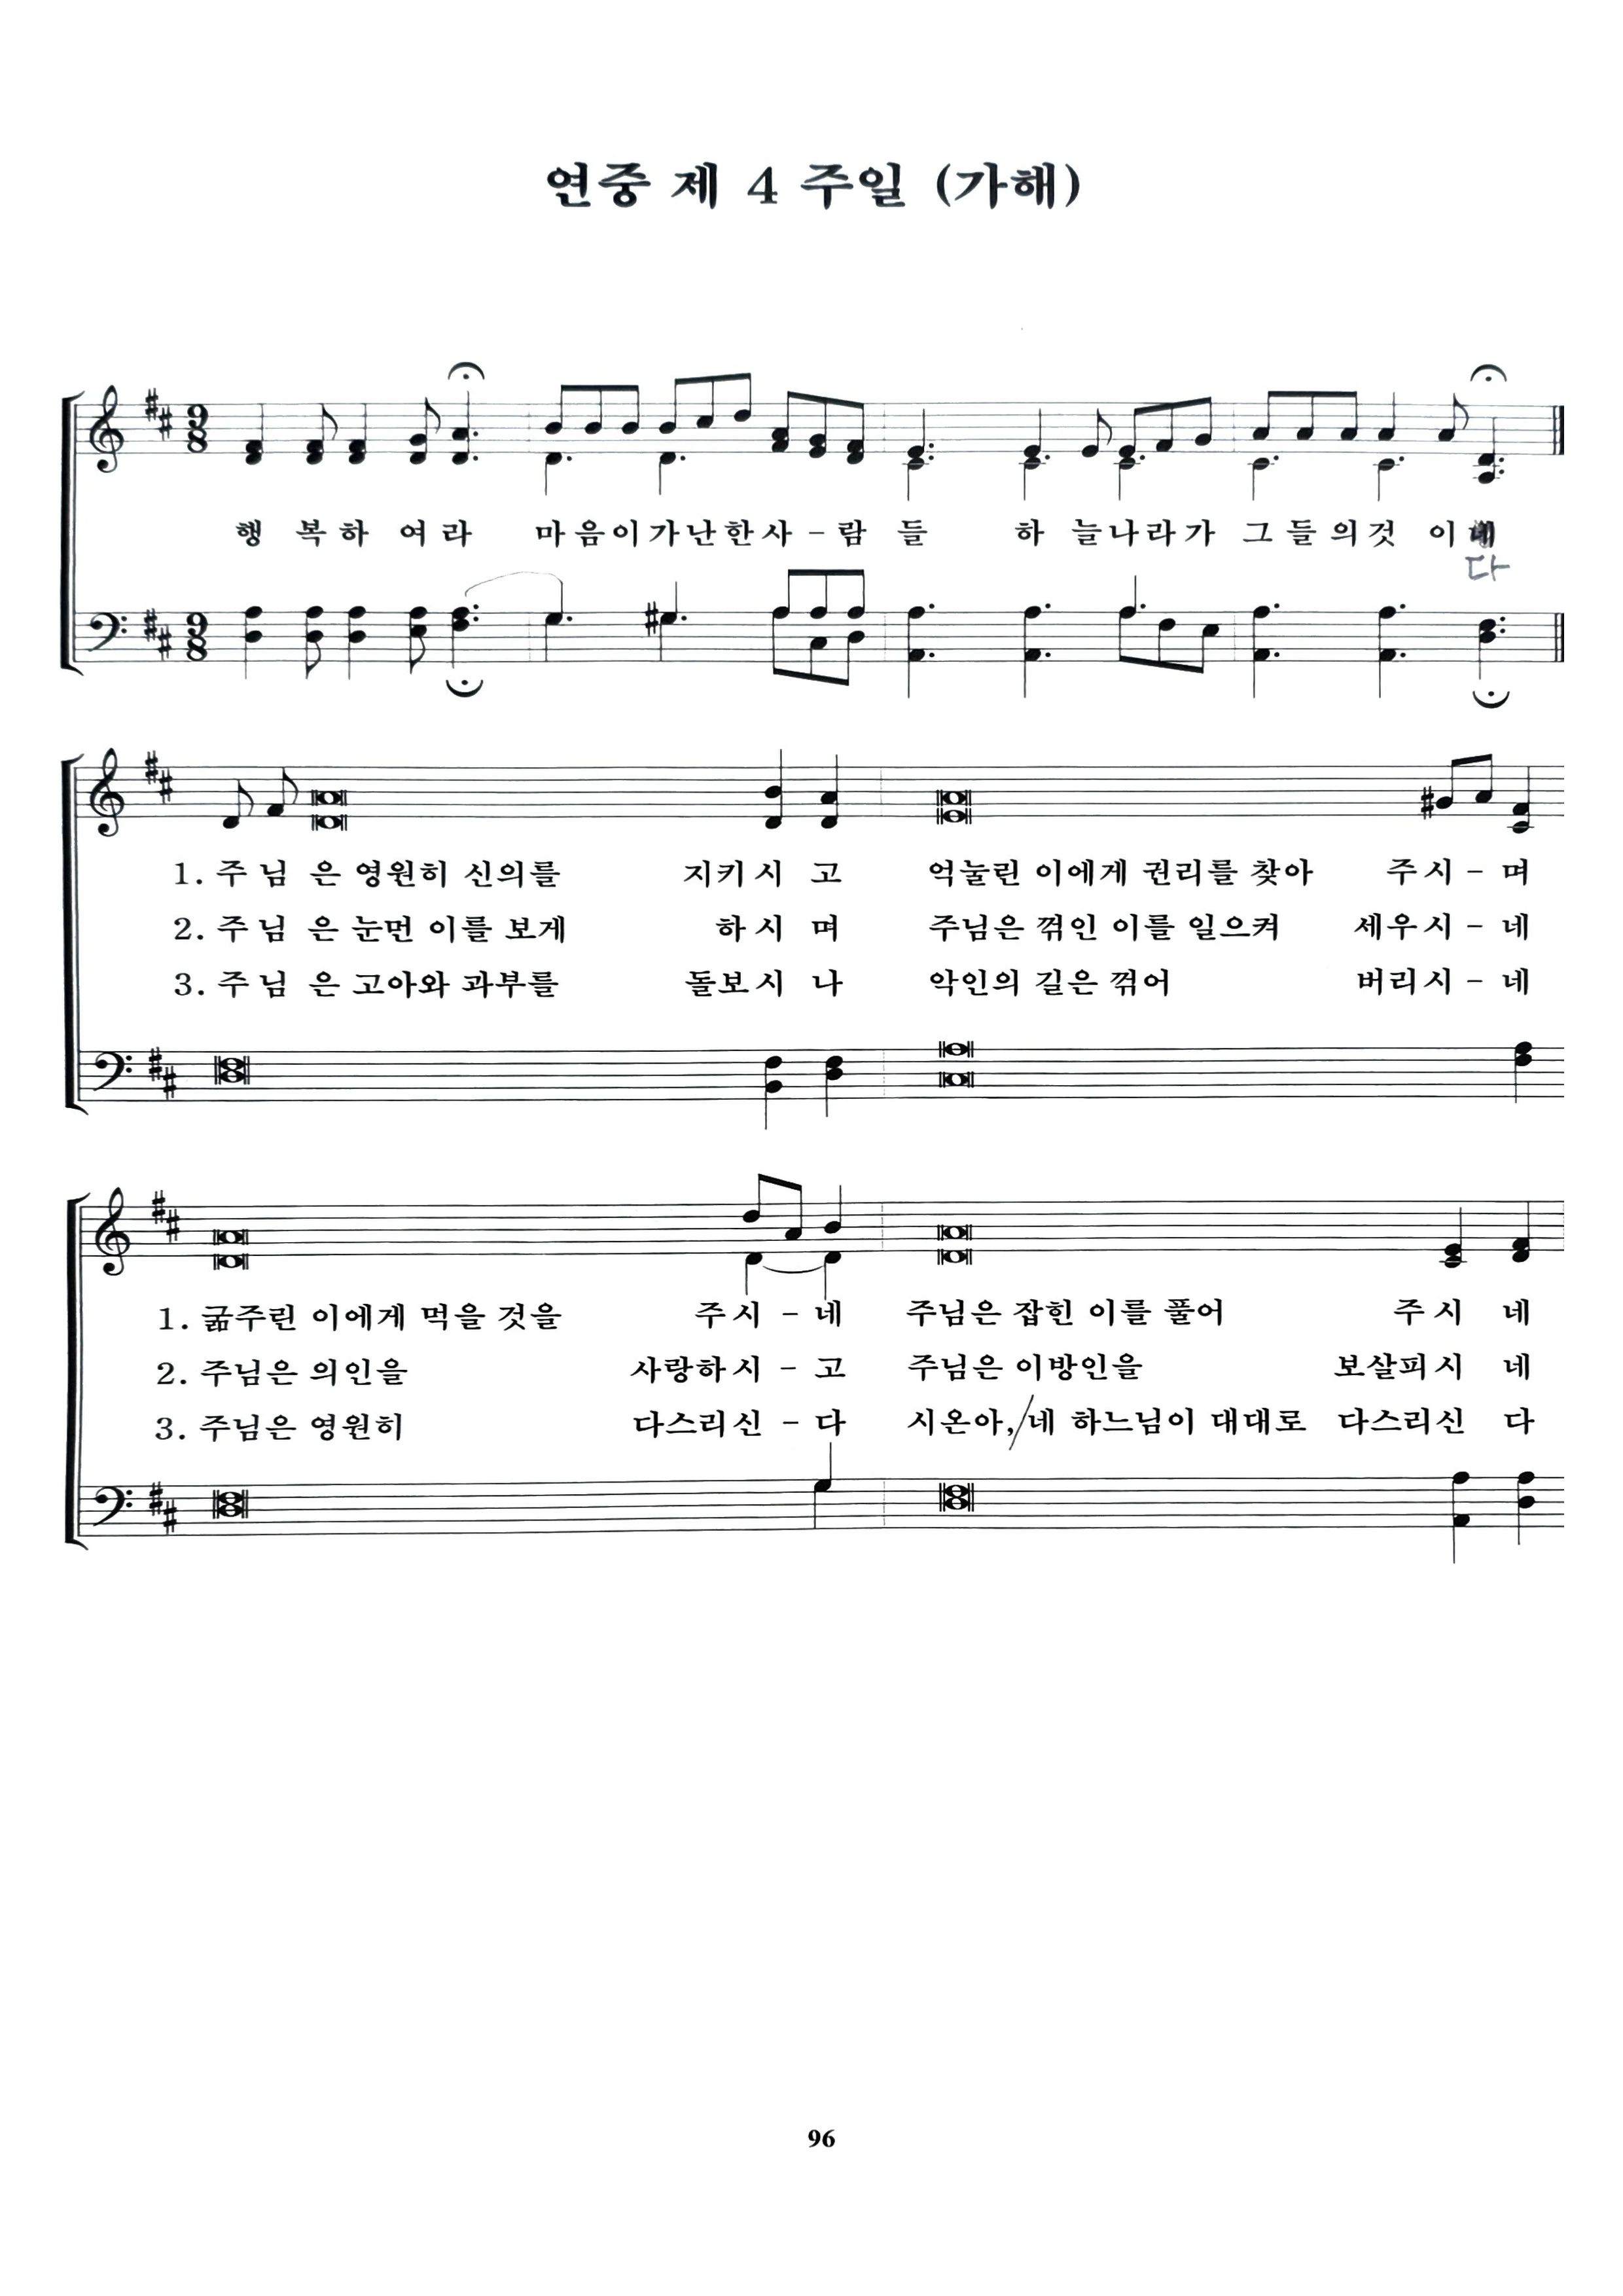 연중 제 4 주일 (가해)
9 8
행 복 하 여 라 마 음 이 가 난 한 사 – 람 들 하 늘 나 라 가 그 들 의 것 이
다
9 8
1. 주 님 은 영원히 신의를 지키 시 고 억눌린 이에게 권리를 찾아 주 시 – 며
2. 주 님 은 눈먼 이를 보게 하 시 며 주님은 꺾인 이를 일으켜 세우 시 – 네
3. 주 님 은 고아와 과부를 돌보 시 나 악인의 길은 꺾어 버리 시 – 네
1. 굶주린 이에게 먹을 것을 주 시 – 네 주님은 잡힌 이를 풀어 주 시 네
2. 주님은 의인을 사랑하 시 – 고 주님은 이방인을 보살피 시 네
3. 주님은 영원히 다스리 신 – 다 시온아, 네 하느님이 대대로 다스리 신 다
96